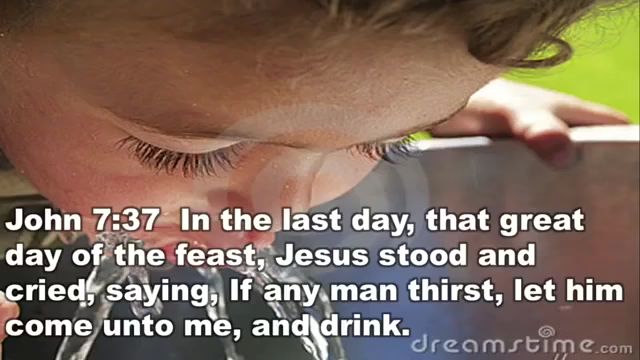 John 7:37  In the last day, that great
day of the feast, Jesus stood and
cried, saying, If any man thirst, let him
come unto me, and drink.
dreamstime.com